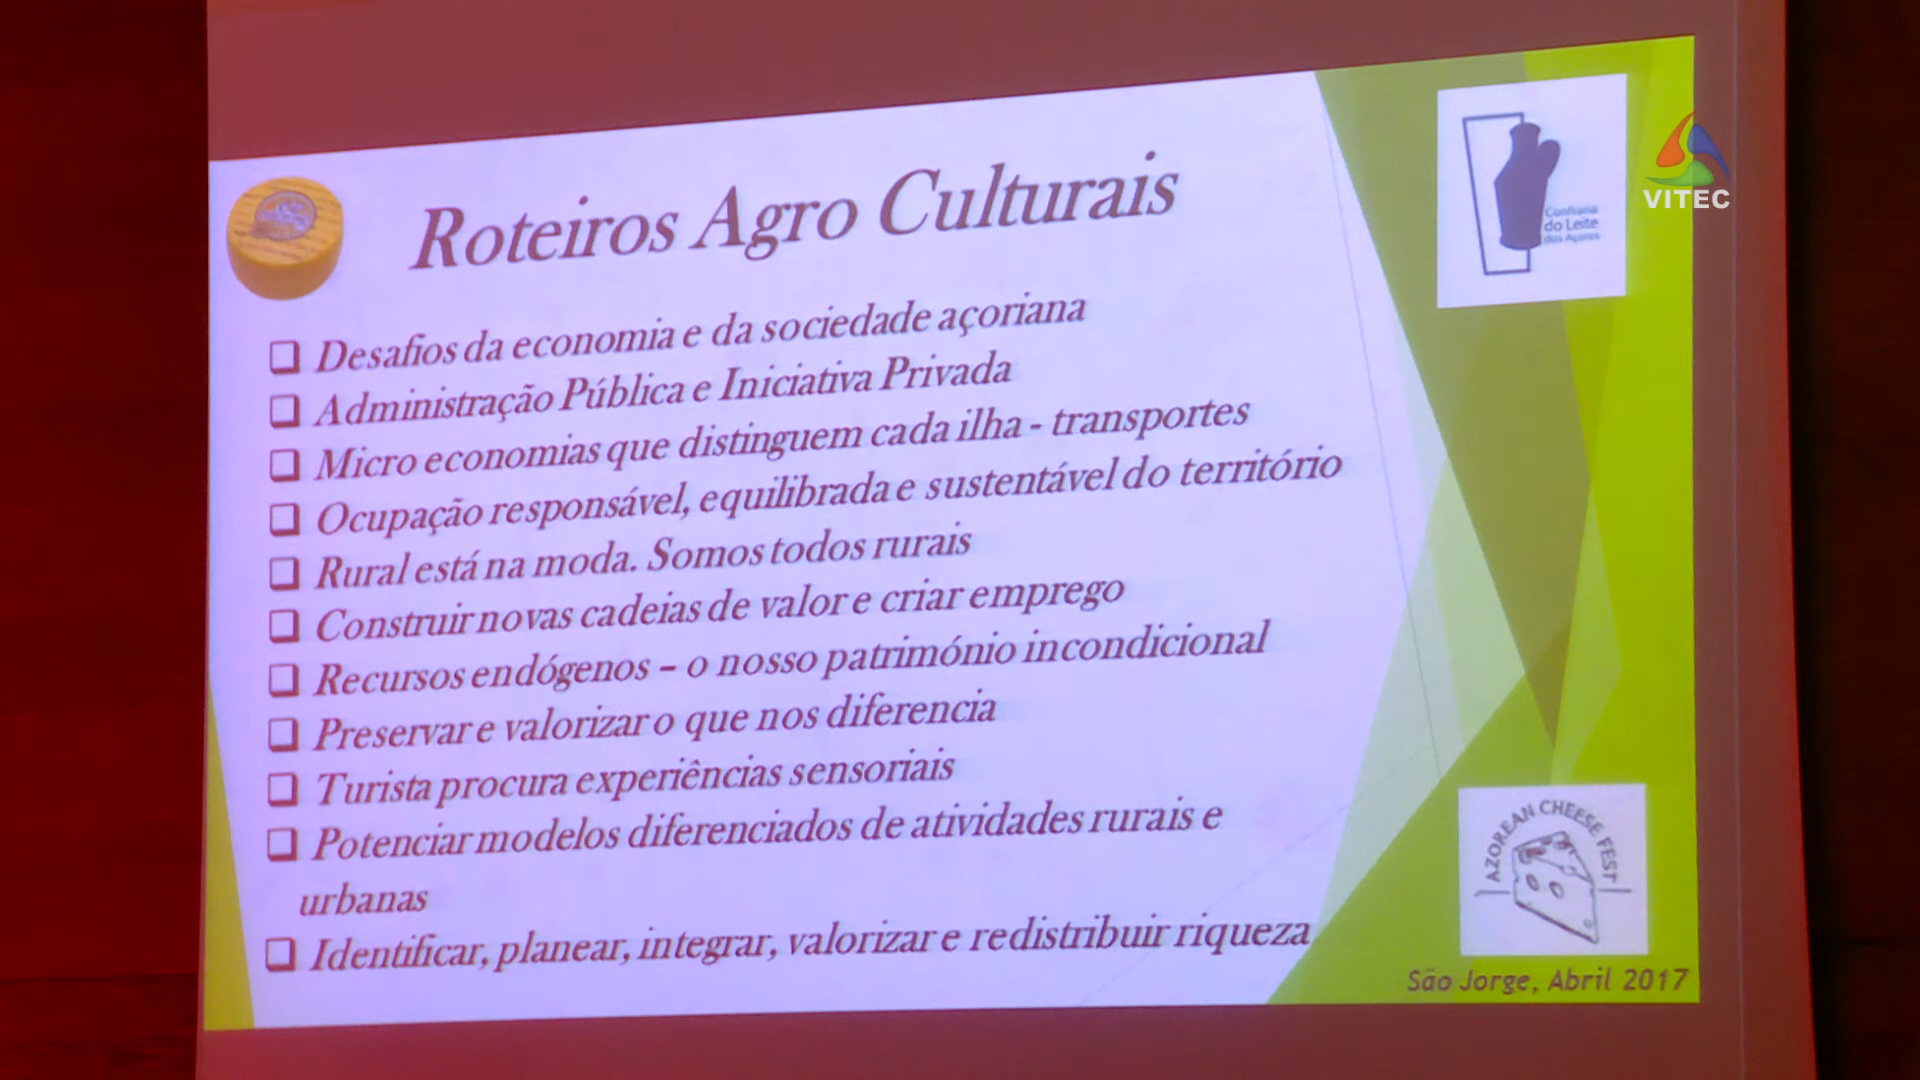 Roteiros Agro Culturais
❑ Desafios da economia e da sociedade açoriana
❑ Administração Pública e Iniciativa Privada
❑ Micro economias que distinguem cada ilha - transportes
❑ Ocupação responsável, equilibrada e sustentável do território
❑ Rural está na moda. Somos todos rurais
❑ Construir novas cadeias de valor e criar emprego
❑ Recursos endógenos – o nosso património incondicional
❑ Preservar e valorizar o que nos diferencia
❑ Turista procura experiências sensoriais
❑ Potenciar modelos diferenciados de atividades rurais e
urbanas
❑ Identificar, planear, integrar, valorizar e redistribuir riqueza
Confraria
do Leite
dos Açores
VITEC
AZOREAN CHEESE FEST
São Jorge, Abril 2017